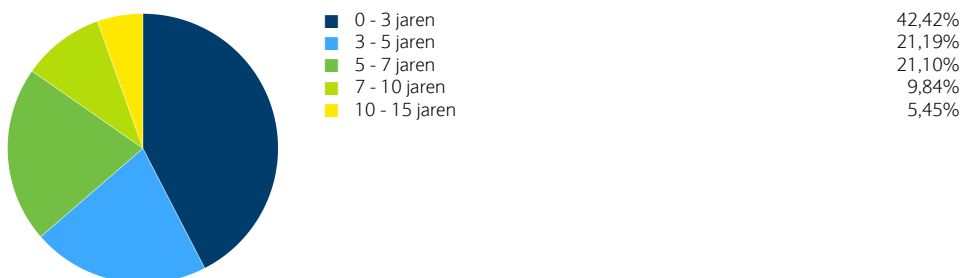 0 - 3 jaren 42,42%
3 - 5 jaren 21,19%
5 - 7 jaren 21,10%
7 - 10 jaren 9,84%
10 - 15 jaren 5,45%